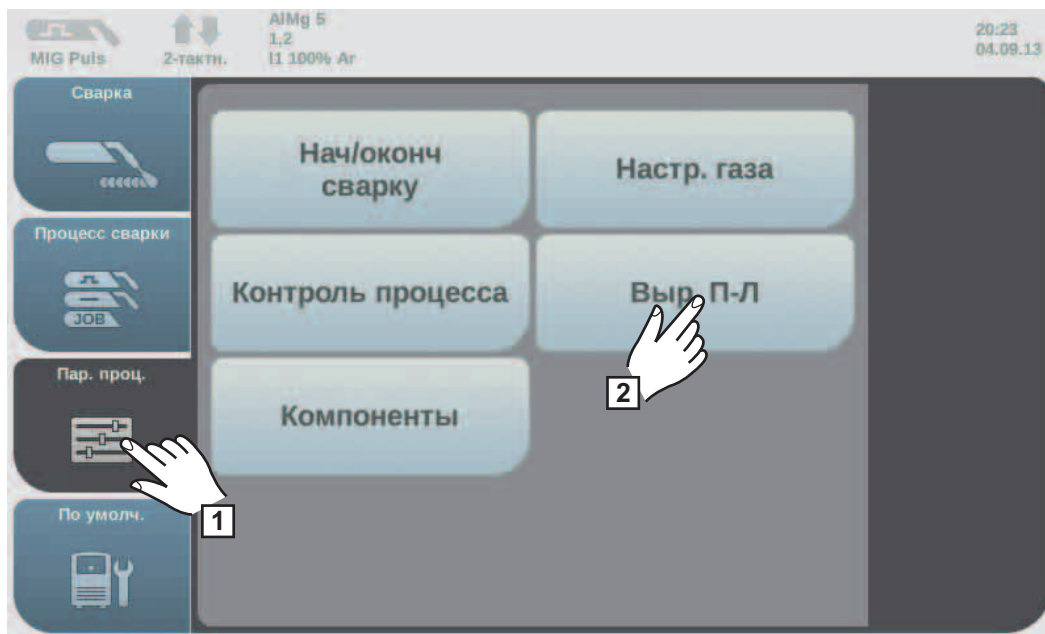 MIG Puls
2-тактн.
AlMg 5
1,2
I1 100% Ar
20:23
04.09.13
Сварка
Нач/оконч
сварку
Настр. газа
Процесс сварки
JOB
Контроль процесса
Выр. П-Л
2
Пар. проц.
Компоненты
1
По умолч.